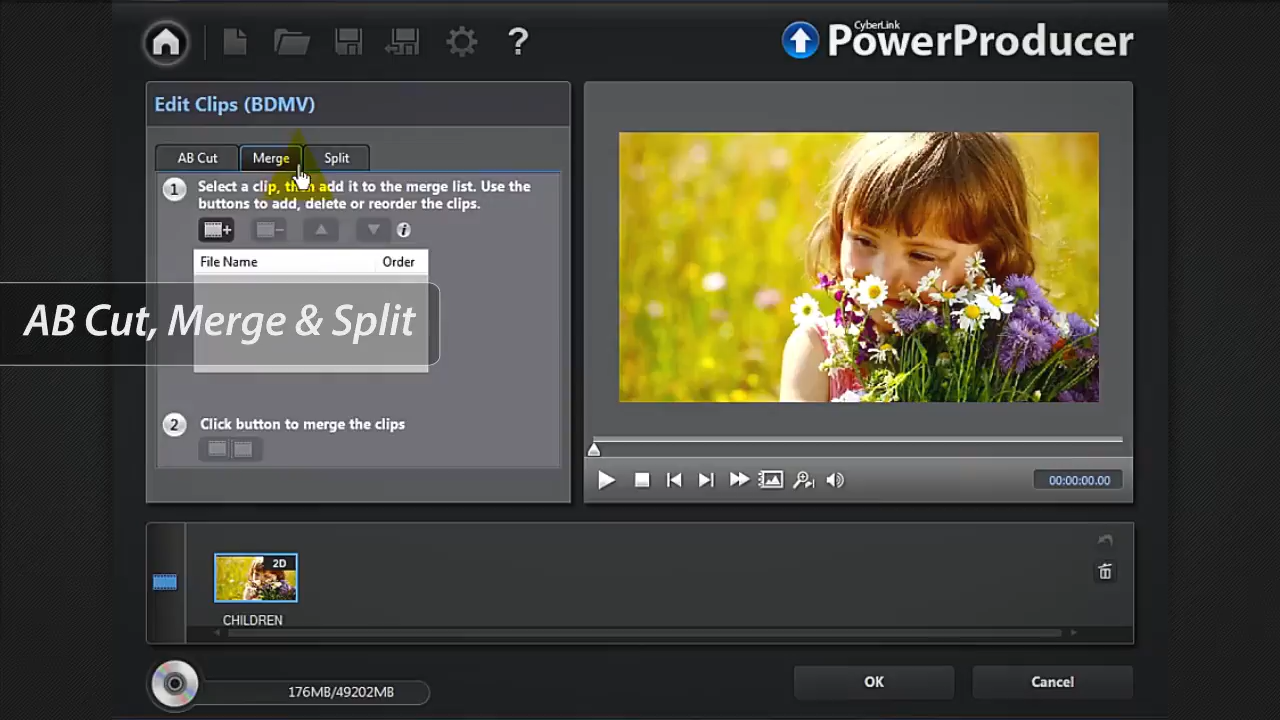 CyberLink
PowerProducer
Edit Clips (BDMV)
AB Cut
Merge
Split
1
Select a clip, then add it to the merge list. Use the
buttons to add, delete or reorder the clips.
File Name
Order
AB Cut, Merge & Split
2
Click button to merge the clips
00:00:00.00
2D
CHILDREN
176MB/49202MB
OK
Cancel